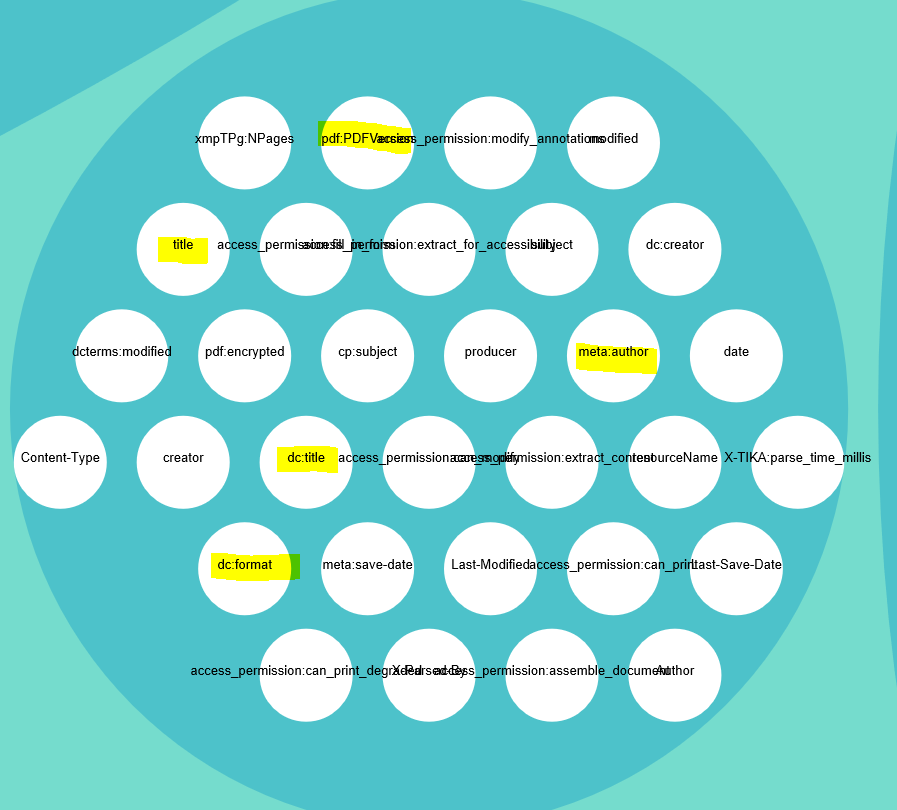 xmpTPg:NPages pdf:PDFVersion access_permission:modify_annotations modified
title access_permission:fill_in_form access_permission:extract_for_accessibility subject dc:creator
dcterms:modified pdf:encrypted cp:subject producer meta:author date
Content-Type creator dc:title access_permission:can_modify access_permission:extract_content resourceName X-TIKA:parse_time_millis
dc:format meta:save-date Last-Modified access_permission:can_print Last-Save-Date
access_permission:can_print_degraded X-Parsed-By access_permission:assemble_document Author